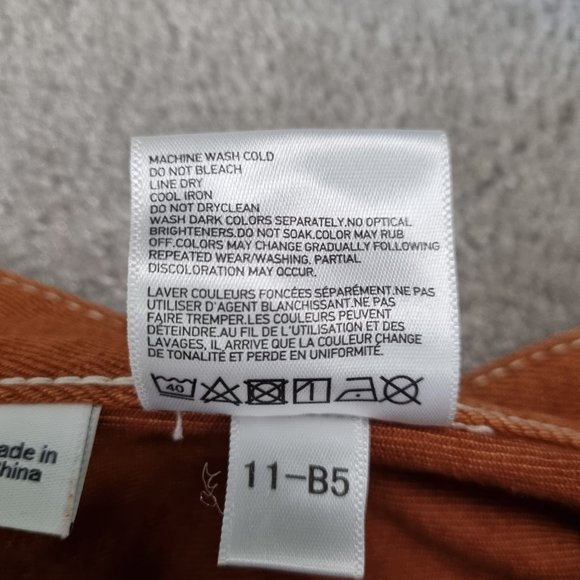 MACHINE WASH COLD
DO NOT BLEACH
LINE DRY
COOL IRON
DO NOT DRYCLEAN
WASH DARK COLORS SEPARATELY.NO OPTICAL
BRIGHTENERS.DO NOT SOAK.COLOR MAY RUB
OFF.COLORS MAY CHANGE GRADUALLY FOLLOWING
REPEATED WEAR/WASHING. PARTIAL
DISCOLORATION MAY OCCUR.
LAVER COULEURS FONCÉES SÉPARÉMENT.NE PAS
UTILISER D'AGENT BLANCHISSANT.NE PAS
FAIRE TREMPER.LES COULEURS PEUVENT
DÉTEINDRE.AU FIL DE L'UTILISATION ET DES
LAVAGES, IL ARRIVE QUE LA COULEUR CHANGE
DE TONALITÉ ET PERDE EN UNIFORMITÉ.
40
ade in
hina
11-B5